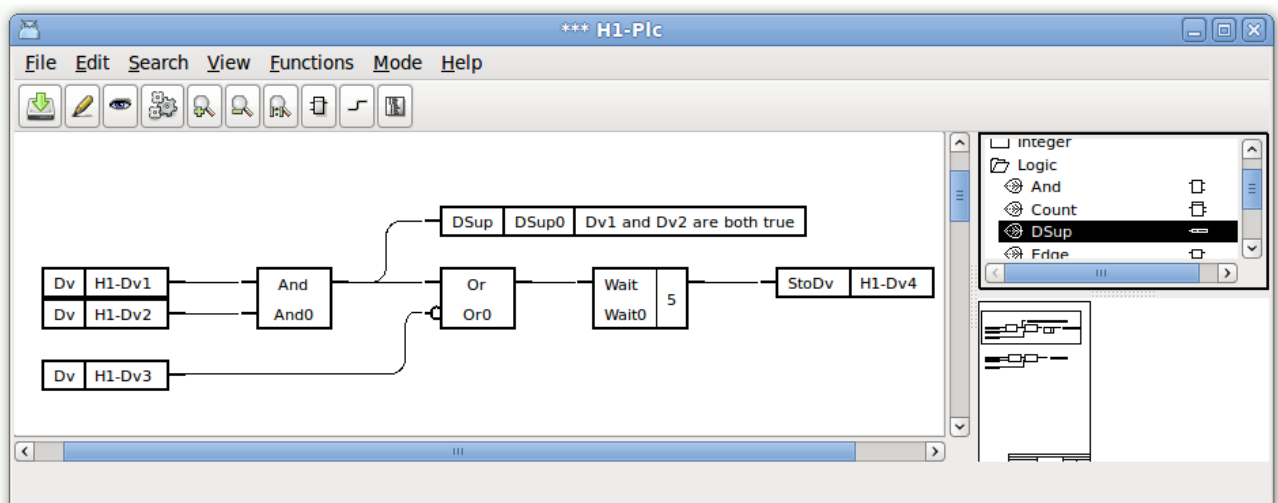 *** H1-Plc
File Edit Search View Functions Mode Help
Integer
Logic
And
Count
DSup
Edge
DSup DSup0 Dv1 and Dv2 are both true
Dv H1-Dv1
And
And0
Or
Or0
Wait
Wait0
5
StoDv H1-Dv4
Dv H1-Dv2
Dv H1-Dv3